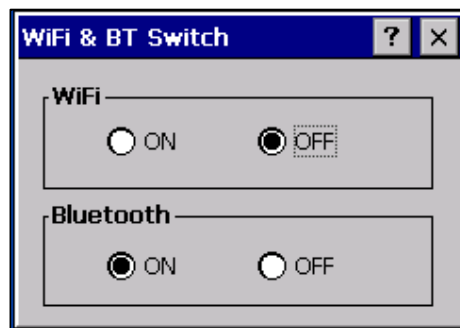 WiFi & BT Switch ? ×
WiFi
ON OFF
Bluetooth
ON OFF